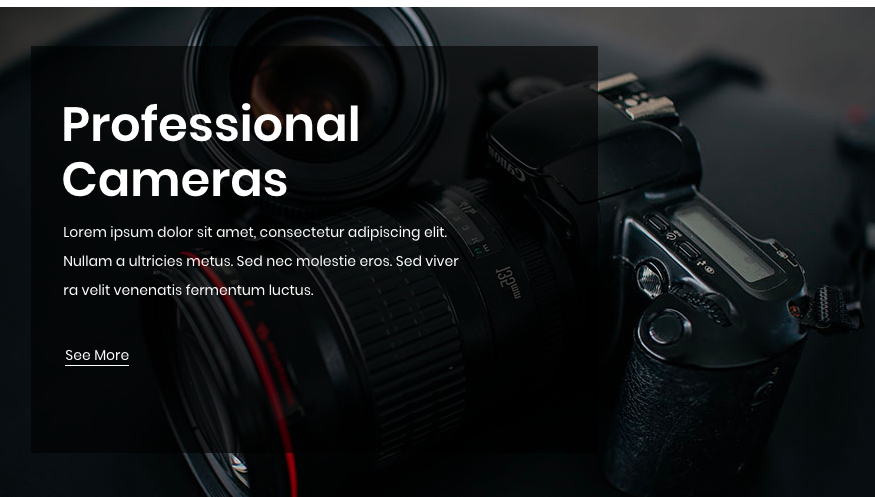 Professional
Cameras
Lorem ipsum dolor sit amet, consectetur adipiscing elit.
Nullam a ultricies metus. Sed nec molestie eros. Sed viver
ra velit venenatis fermentum luctus.
See More
Canon
135mm